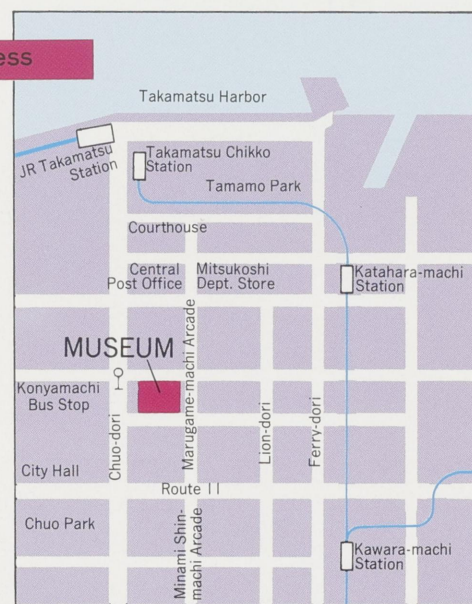 ess
Takamatsu Harbor
JR Takamatsu
Station
Takamatsu Chikko
Station
Tamamo Park
Courthouse
Central
Post Office
Mitsukoshi
Dept. Store
Katahara-machi
Station
MUSEUM
Konyamachi
Bus Stop
Chuo-dori
Marugame-machi Arcade
Lion-dori
Ferry-dori
City Hall
Route 11
Chuo Park
Minami Shin-
machi Arcade
Kawara-machi
Station